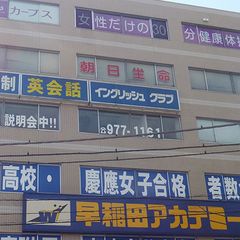 カーブス 女性だけの30分健康体
朝日生命
制 英会話 イングリッシュ クラブ
説明会中!! ☎977-1161
高校・ 慶應女子合格 者数
早稲田アカデミー